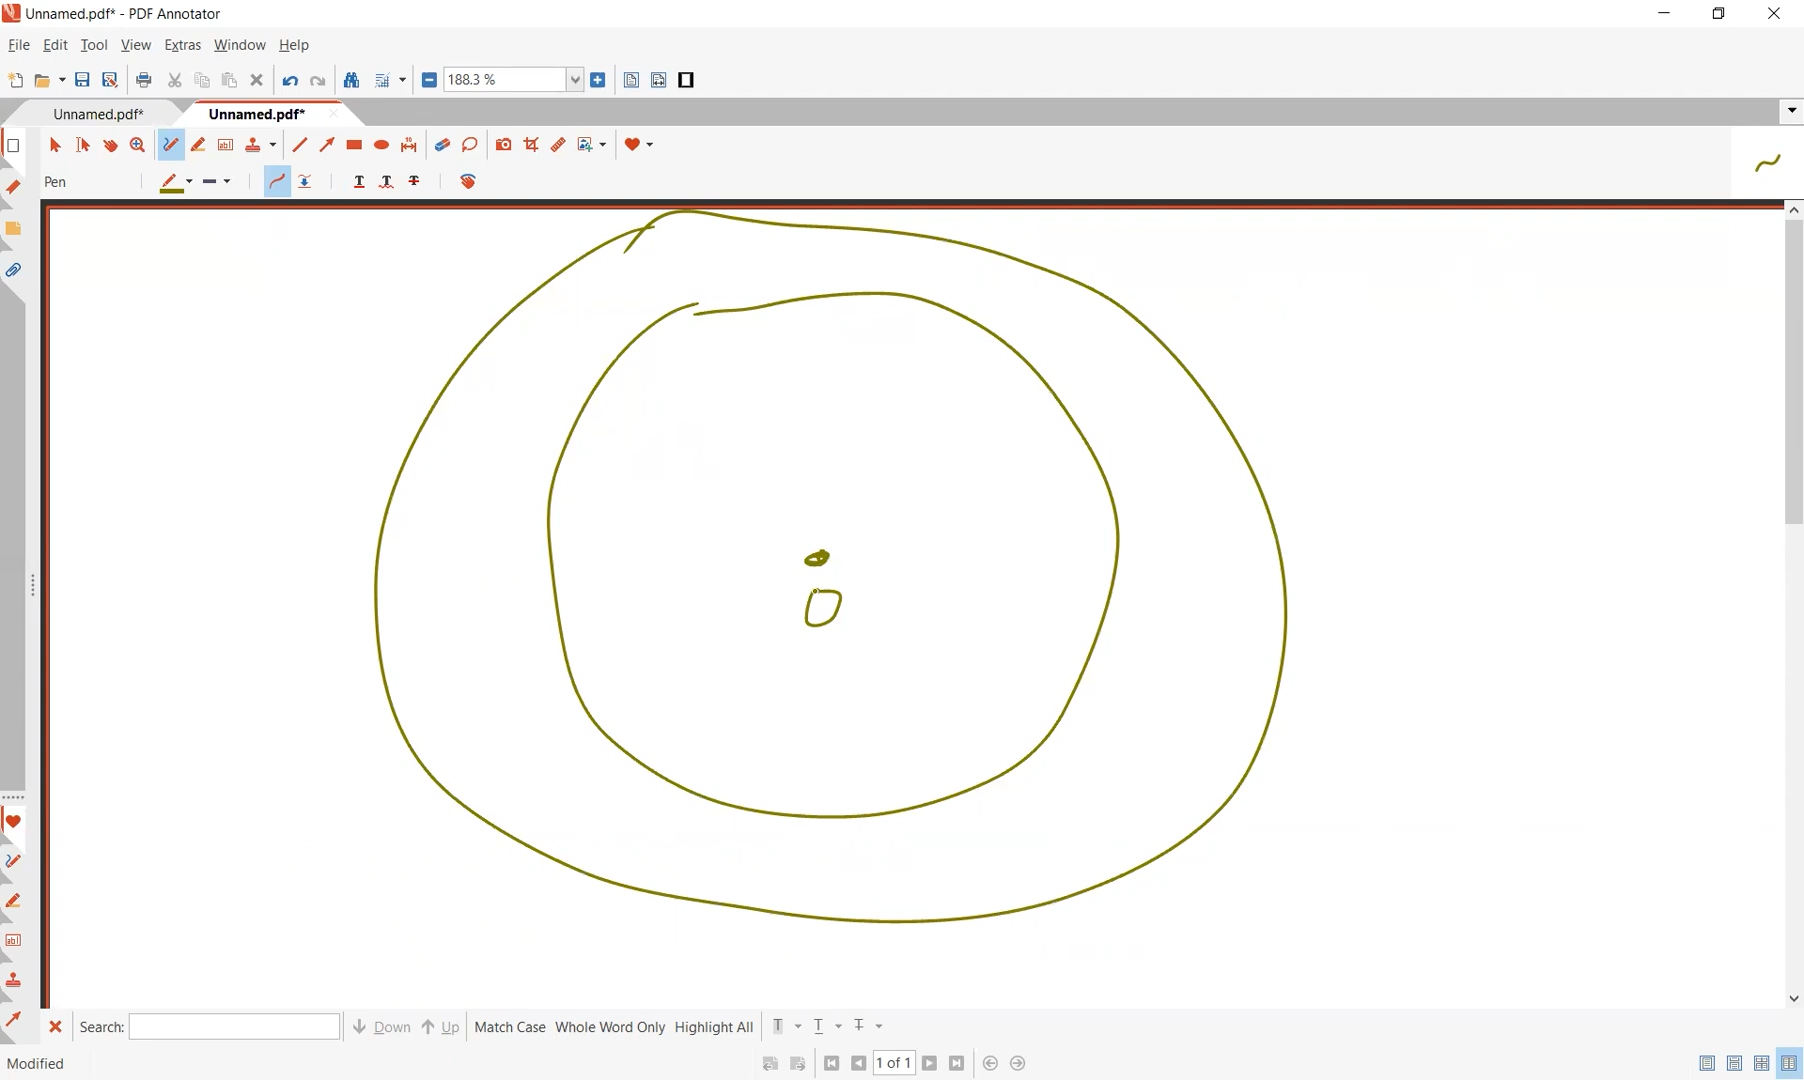 Unnamed.pdf* - PDF Annotator
File Edit Tool View Extras Window Help
188.3 %
Unnamed.pdf* Unnamed.pdf*
Pen
O
Search: Down Up Match Case Whole Word Only Highlight All T T T
Modified 1 of 1